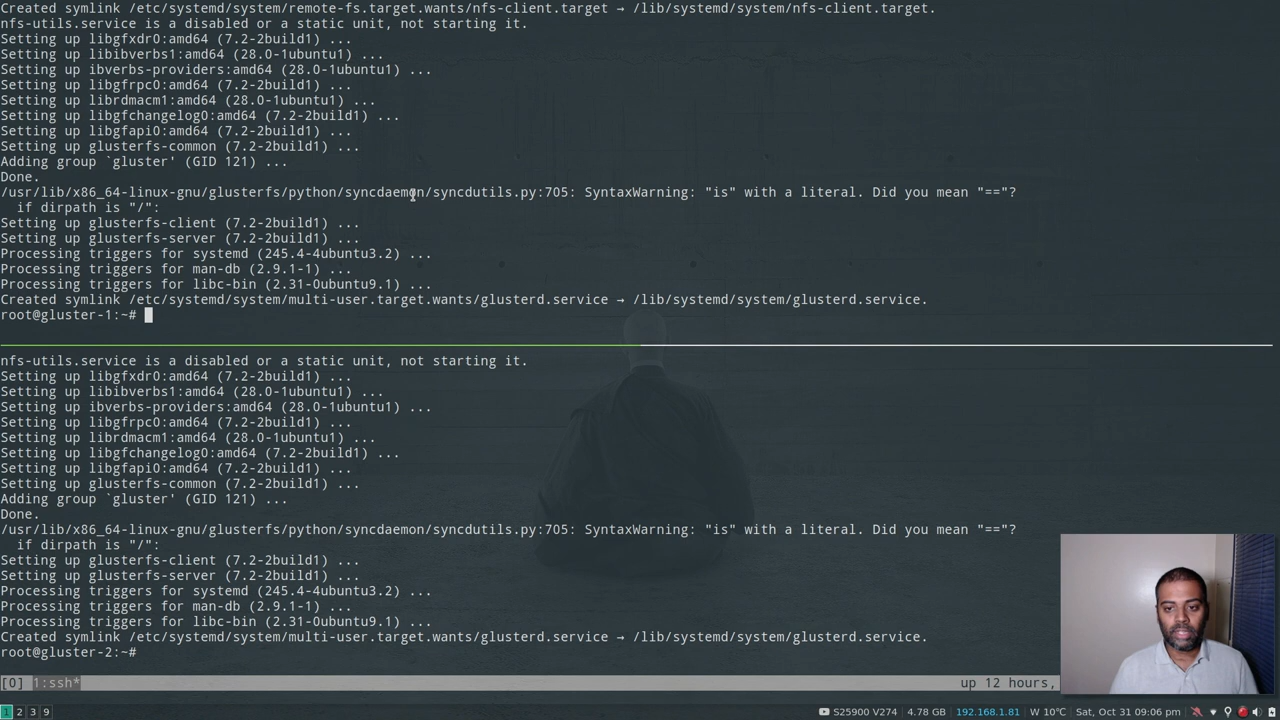 Created symlink /etc/systemd/system/remote-fs.target.wants/nfs-client.target → /lib/systemd/system/nfs-client.target.
nfs-utils.service is a disabled or a static unit, not starting it.
Setting up libgfxdr0:amd64 (7.2-2build1) ...
Setting up libibverbs1:amd64 (28.0-1ubuntu1) ...
Setting up ibverbs-providers:amd64 (28.0-1ubuntu1) ...
Setting up libgfrpc0:amd64 (7.2-2build1) ...
Setting up librdmacm1:amd64 (28.0-1ubuntu1) ...
Setting up libgfchangelog0:amd64 (7.2-2build1) ...
Setting up libgfapi0:amd64 (7.2-2build1) ...
Setting up glusterfs-common (7.2-2build1) ...
Adding group `gluster' (GID 121) ...
Done.
/usr/lib/x86_64-linux-gnu/glusterfs/python/syncdaemon/syncdutils.py:705: SyntaxWarning: "is" with a literal. Did you mean "=="?
  if dirpath is "/":
Setting up glusterfs-client (7.2-2build1) ...
Setting up glusterfs-server (7.2-2build1) ...
Processing triggers for systemd (245.4-4ubuntu3.2) ...
Processing triggers for man-db (2.9.1-1) ...
Processing triggers for libc-bin (2.31-0ubuntu9.1) ...
Created symlink /etc/systemd/system/multi-user.target.wants/glusterd.service → /lib/systemd/system/glusterd.service.
root@gluster-1:~#
nfs-utils.service is a disabled or a static unit, not starting it.
Setting up libgfxdr0:amd64 (7.2-2build1) ...
Setting up libibverbs1:amd64 (28.0-1ubuntu1) ...
Setting up ibverbs-providers:amd64 (28.0-1ubuntu1) ...
Setting up libgfrpc0:amd64 (7.2-2build1) ...
Setting up librdmacm1:amd64 (28.0-1ubuntu1) ...
Setting up libgfchangelog0:amd64 (7.2-2build1) ...
Setting up libgfapi0:amd64 (7.2-2build1) ...
Setting up glusterfs-common (7.2-2build1) ...
Adding group `gluster' (GID 121) ...
Done.
/usr/lib/x86_64-linux-gnu/glusterfs/python/syncdaemon/syncdutils.py:705: SyntaxWarning: "is" with a literal. Did you mean "=="?
  if dirpath is "/":
Setting up glusterfs-client (7.2-2build1) ...
Setting up glusterfs-server (7.2-2build1) ...
Processing triggers for systemd (245.4-4ubuntu3.2) ...
Processing triggers for man-db (2.9.1-1) ...
Processing triggers for libc-bin (2.31-0ubuntu9.1) ...
Created symlink /etc/systemd/system/multi-user.target.wants/glusterd.service → /lib/systemd/system/glusterd.service.
root@gluster-2:~#
[0] 1:ssh* up 12 hours,
1 2 3 9 S25900 V274 4.78 GB 192.168.1.81 W 10°C Sat, Oct 31 09:06 pm